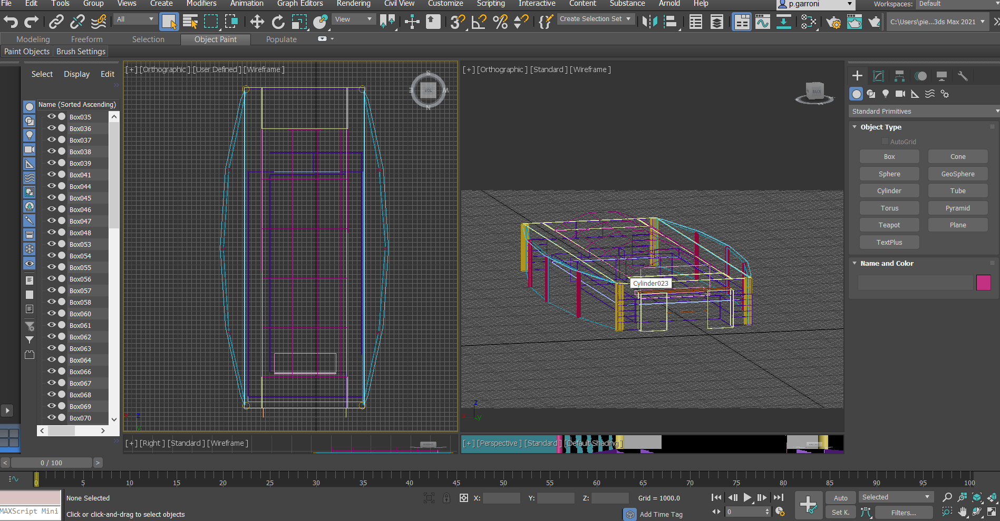 File Edit Tools Group Views Create Modifiers Animation Graph Editors Rendering Civil View Customize Scripting Interactive Content Substance Arnold Help p.garroni Workspaces: Default
All View Create Selection Set C:\Users\pie...3ds Max 2021
Modeling Freeform Selection Object Paint Populate
Paint Objects Brush Settings
Select Display Edit
Name (Sorted Ascending)
Box035
Box036
Box037
Box038
Box039
Box041
Box044
Box045
Box046
Box047
Box048
Box053
Box054
Box055
Box056
Box057
Box058
Box060
Box061
Box062
Box063
Box064
Box066
Box067
Box068
Box069
Box070
[+] [Orthographic ] [User Defined ] [Wireframe ]
S
E TOP W
N
x z
y
[+] [Orthographic ] [Standard ] [Wireframe ]
BACK
Cylinder023
z
x y
[+] [Right ] [Standard ] [Wireframe ]
[+] [Perspective ] [Standard ] [Default Shading ]
Standard Primitives
Object Type
AutoGrid
Box Cone
Sphere GeoSphere
Cylinder Tube
Torus Pyramid
Teapot Plane
TextPlus
Name and Color
< 0 / 100 >
0 5 10 15 20 25 30 35 40 45 50 55 60 65 70 75 80 85 90 95 100
None Selected X: Y: Z: Grid = 1000.0 Auto Selected
MAXScript Mini Click or click-and-drag to select objects Add Time Tag 0 Set K. Filters...